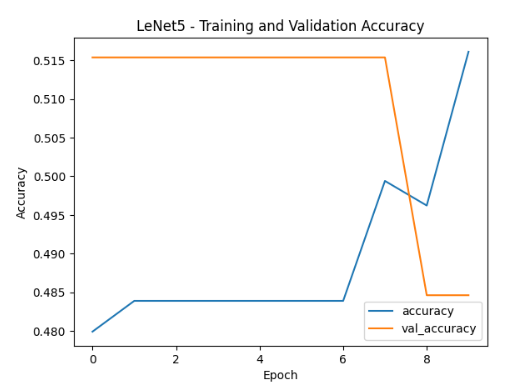 LeNet5 - Training and Validation Accuracy
0.515
0.510
0.505
0.500
0.495
0.490
0.485
0.480
Accuracy
0 2 4 6 8
Epoch
accuracy
val_accuracy